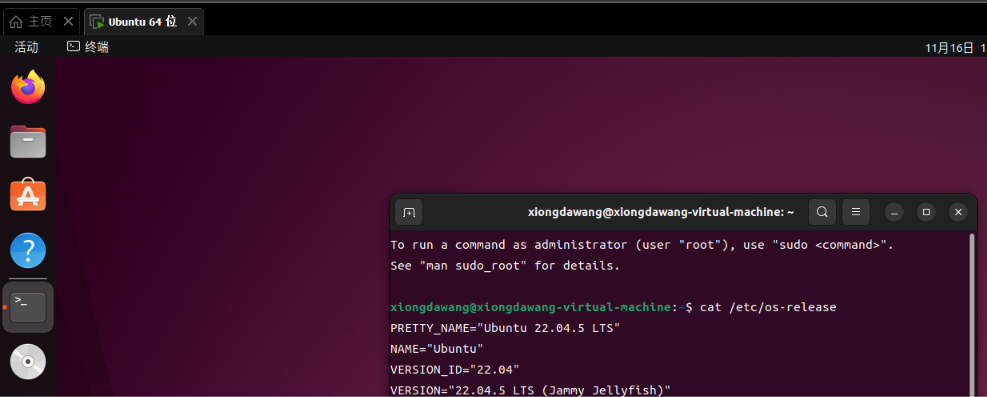 主页
Ubuntu 64 位
活动
终端
11月16日 1
xiongdawang@xiongdawang-virtual-machine: ~
To run a command as administrator (user "root"), use "sudo <command>".
See "man sudo_root" for details.
xiongdawang@xiongdawang-virtual-machine:~$ cat /etc/os-release
PRETTY_NAME="Ubuntu 22.04.5 LTS"
NAME="Ubuntu"
VERSION_ID="22.04"
VERSION="22.04.5 LTS (Jammy Jellyfish)"